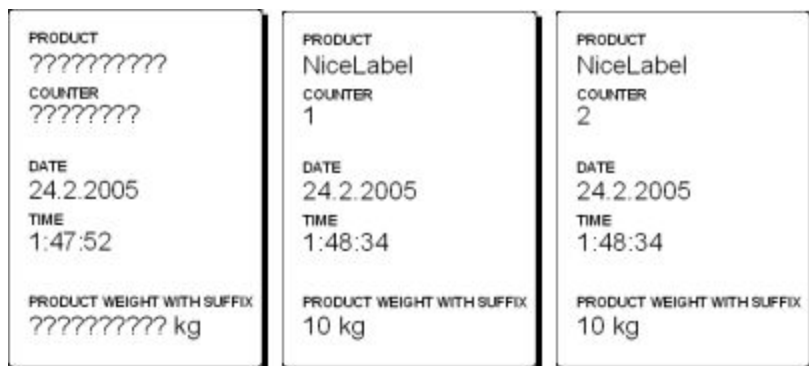 PRODUCT
??????????
COUNTER
????????
DATE
24.2.2005
TIME
1:47:52
PRODUCT WEIGHT WITH SUFFIX
?????????? kg
PRODUCT
NiceLabel
COUNTER
1
DATE
24.2.2005
TIME
1:48:34
PRODUCT WEIGHT WITH SUFFIX
10 kg
PRODUCT
NiceLabel
COUNTER
2
DATE
24.2.2005
TIME
1:48:34
PRODUCT WEIGHT WITH SUFFIX
10 kg